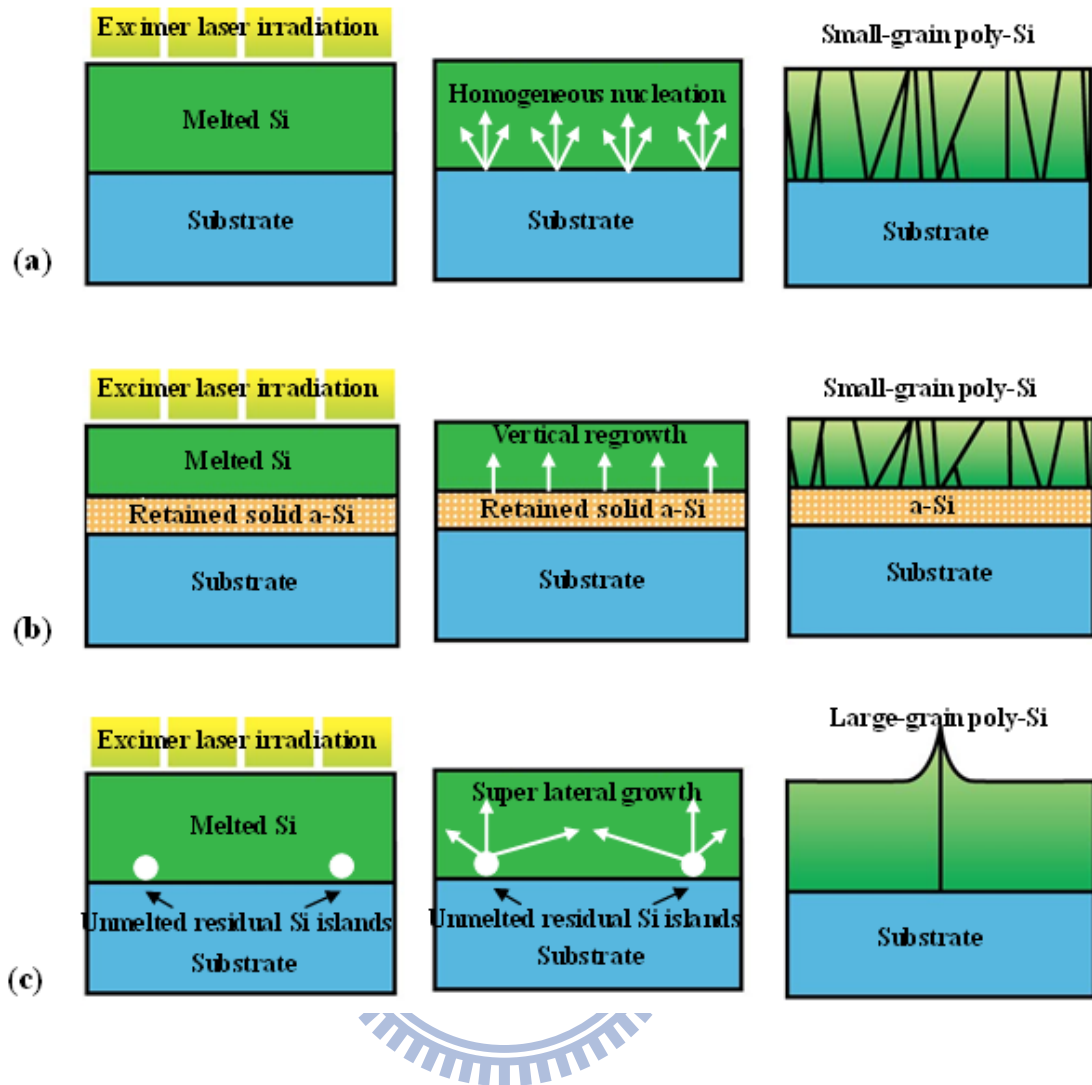 Excimer laser irradiation
Melted Si
Substrate
Homogeneous nucleation
Substrate
Small-grain poly-Si
Substrate
(a)
Excimer laser irradiation
Melted Si
Retained solid a-Si
Substrate
Vertical regrowth
Retained solid a-Si
Substrate
Small-grain poly-Si
a-Si
Substrate
(b)
Excimer laser irradiation
Melted Si
Unmelted residual Si islands
Substrate
Super lateral growth
Unmelted residual Si islands
Substrate
Large-grain poly-Si
Substrate
(c)